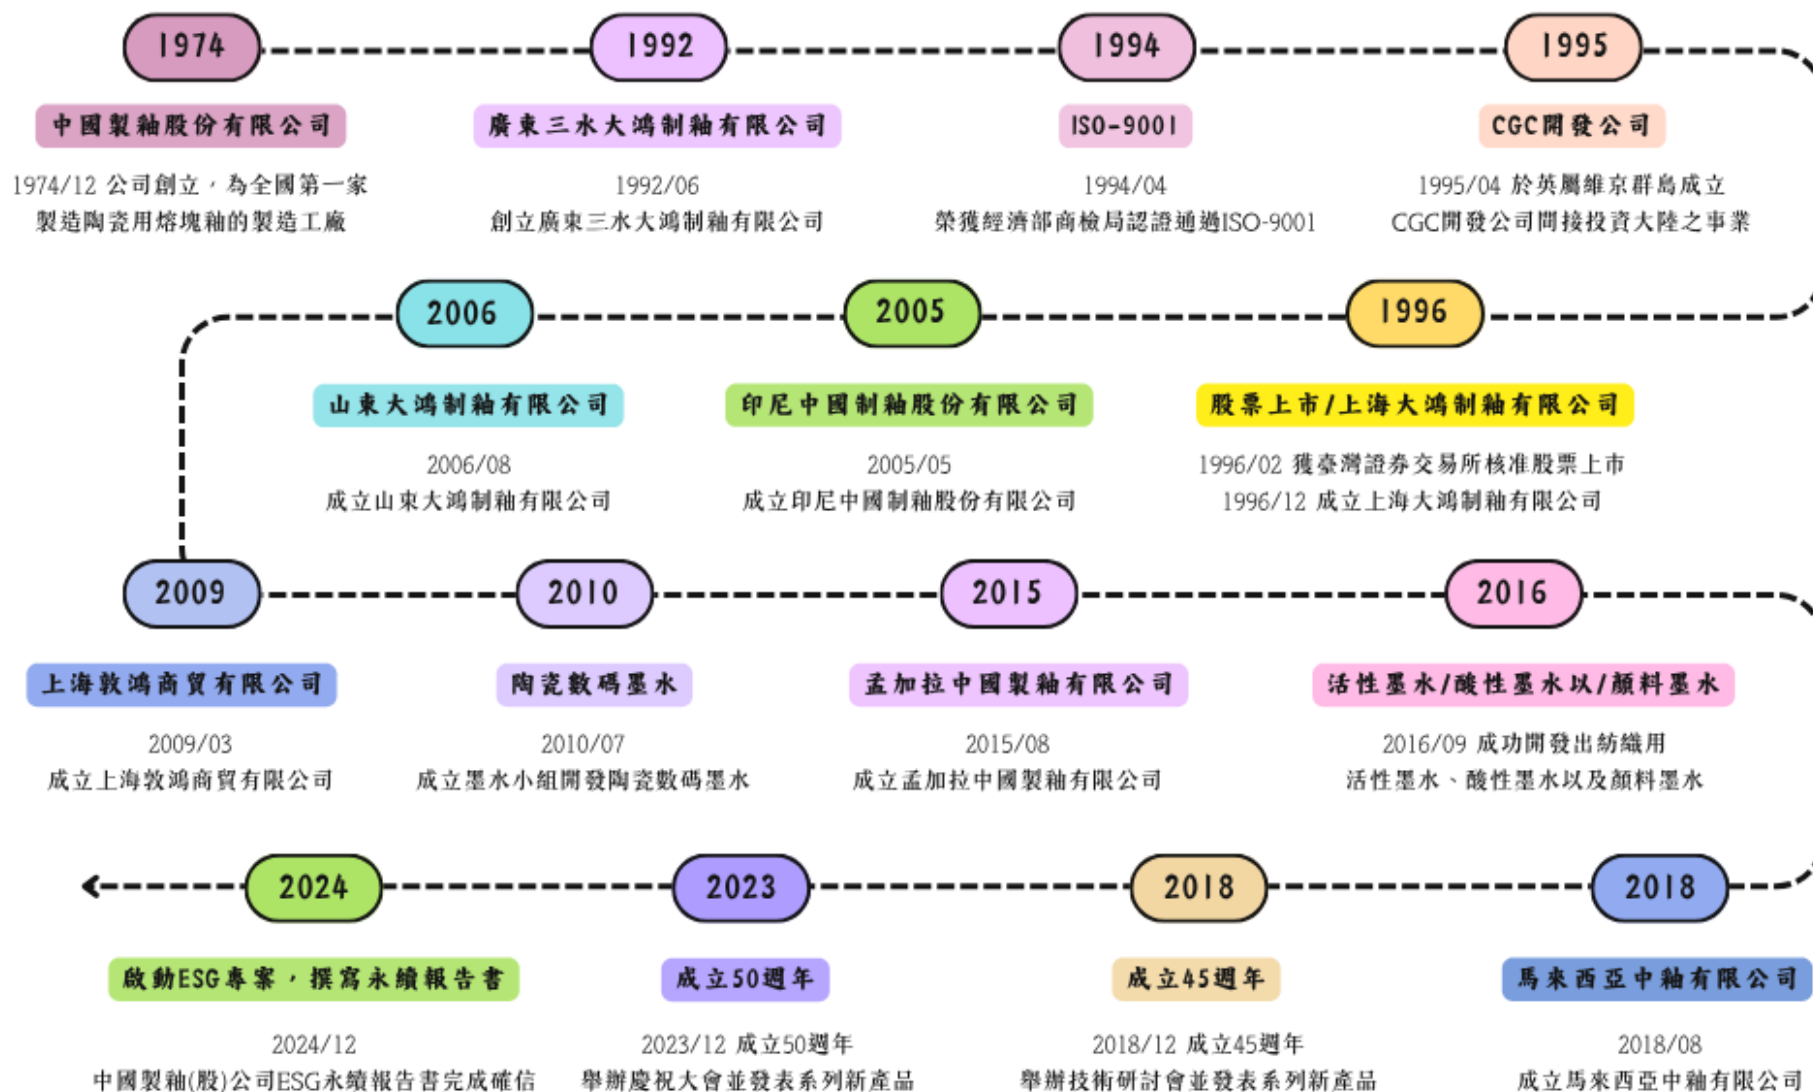 1974
中國製釉股份有限公司
1974/12 公司創立，為全國第一家
製造陶瓷用熔塊釉的製造工廠
1992
廣東三水大鴻制釉有限公司
1992/06
創立廣東三水大鴻制釉有限公司
1994
ISO-9001
1994/04
榮獲經濟部商檢局認證通過ISO-9001
1995
CGC開發公司
1995/04 於英屬維京群島成立
CGC開發公司間接投資大陸之事業
1996
股票上市/上海大鴻制釉有限公司
1996/02 獲臺灣證券交易所核准股票上市
1996/12 成立上海大鴻制釉有限公司
2005
印尼中國制釉股份有限公司
2005/05
成立印尼中國制釉股份有限公司
2006
山東大鴻制釉有限公司
2006/08
成立山東大鴻制釉有限公司
2009
上海敦鴻商貿有限公司
2009/03
成立上海敦鴻商貿有限公司
2010
陶瓷數碼墨水
2010/07
成立墨水小組開發陶瓷數碼墨水
2015
孟加拉中國製釉有限公司
2015/08
成立孟加拉中國製釉有限公司
2016
活性墨水/酸性墨水以/顏料墨水
2016/09 成功開發出紡織用
活性墨水、酸性墨水以及顏料墨水
2018
馬來西亞中釉有限公司
2018/08
成立馬來西亞中釉有限公司
2018
成立45週年
2018/12 成立45週年
舉辦技術研討會並發表系列新產品
2023
成立50週年
2023/12 成立50週年
舉辦慶祝大會並發表系列新產品
2024
啟動ESG專案，撰寫永續報告書
2024/12
中國製釉(股)公司ESG永續報告書完成確信